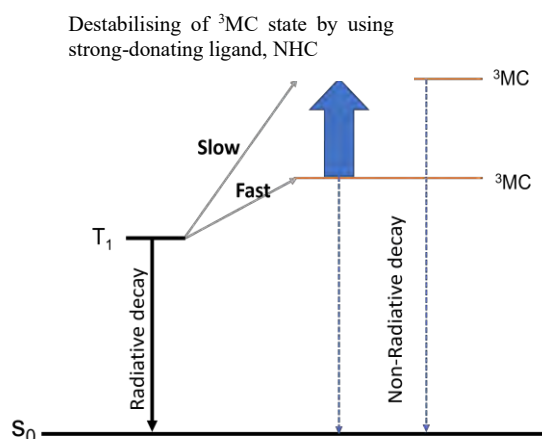 Destabilising of ³MC state by using
strong-donating ligand, NHC
³MC
Slow
³MC
Fast
T₁
Radiative decay
Non-Radiative decay
S₀